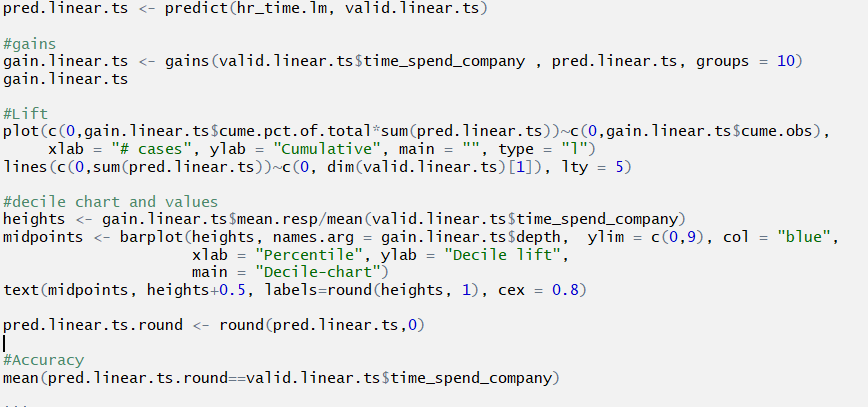 pred.linear.ts <- predict(hr_time.lm, valid.linear.ts)
#gains
gain.linear.ts <- gains(valid.linear.ts$time_spend_company , pred.linear.ts, groups = 10)
gain.linear.ts
#Lift
plot(c(0,gain.linear.ts$cume.pct.of.total*sum(pred.linear.ts))~c(0,gain.linear.ts$cume.obs),
xlab = "# cases", ylab = "Cumulative", main = "", type = "l")
lines(c(0,sum(pred.linear.ts))~c(0, dim(valid.linear.ts)[1]), lty = 5)
#decile chart and values
heights <- gain.linear.ts$mean.resp/mean(valid.linear.ts$time_spend_company)
midpoints <- barplot(heights, names.arg = gain.linear.ts$depth,  ylim = c(0,9), col = "blue",
xlab = "Percentile", ylab = "Decile lift",
main = "Decile-chart")
text(midpoints, heights+0.5, labels=round(heights, 1), cex = 0.8)
pred.linear.ts.round <- round(pred.linear.ts,0)
#Accuracy
mean(pred.linear.ts.round==valid.linear.ts$time_spend_company)